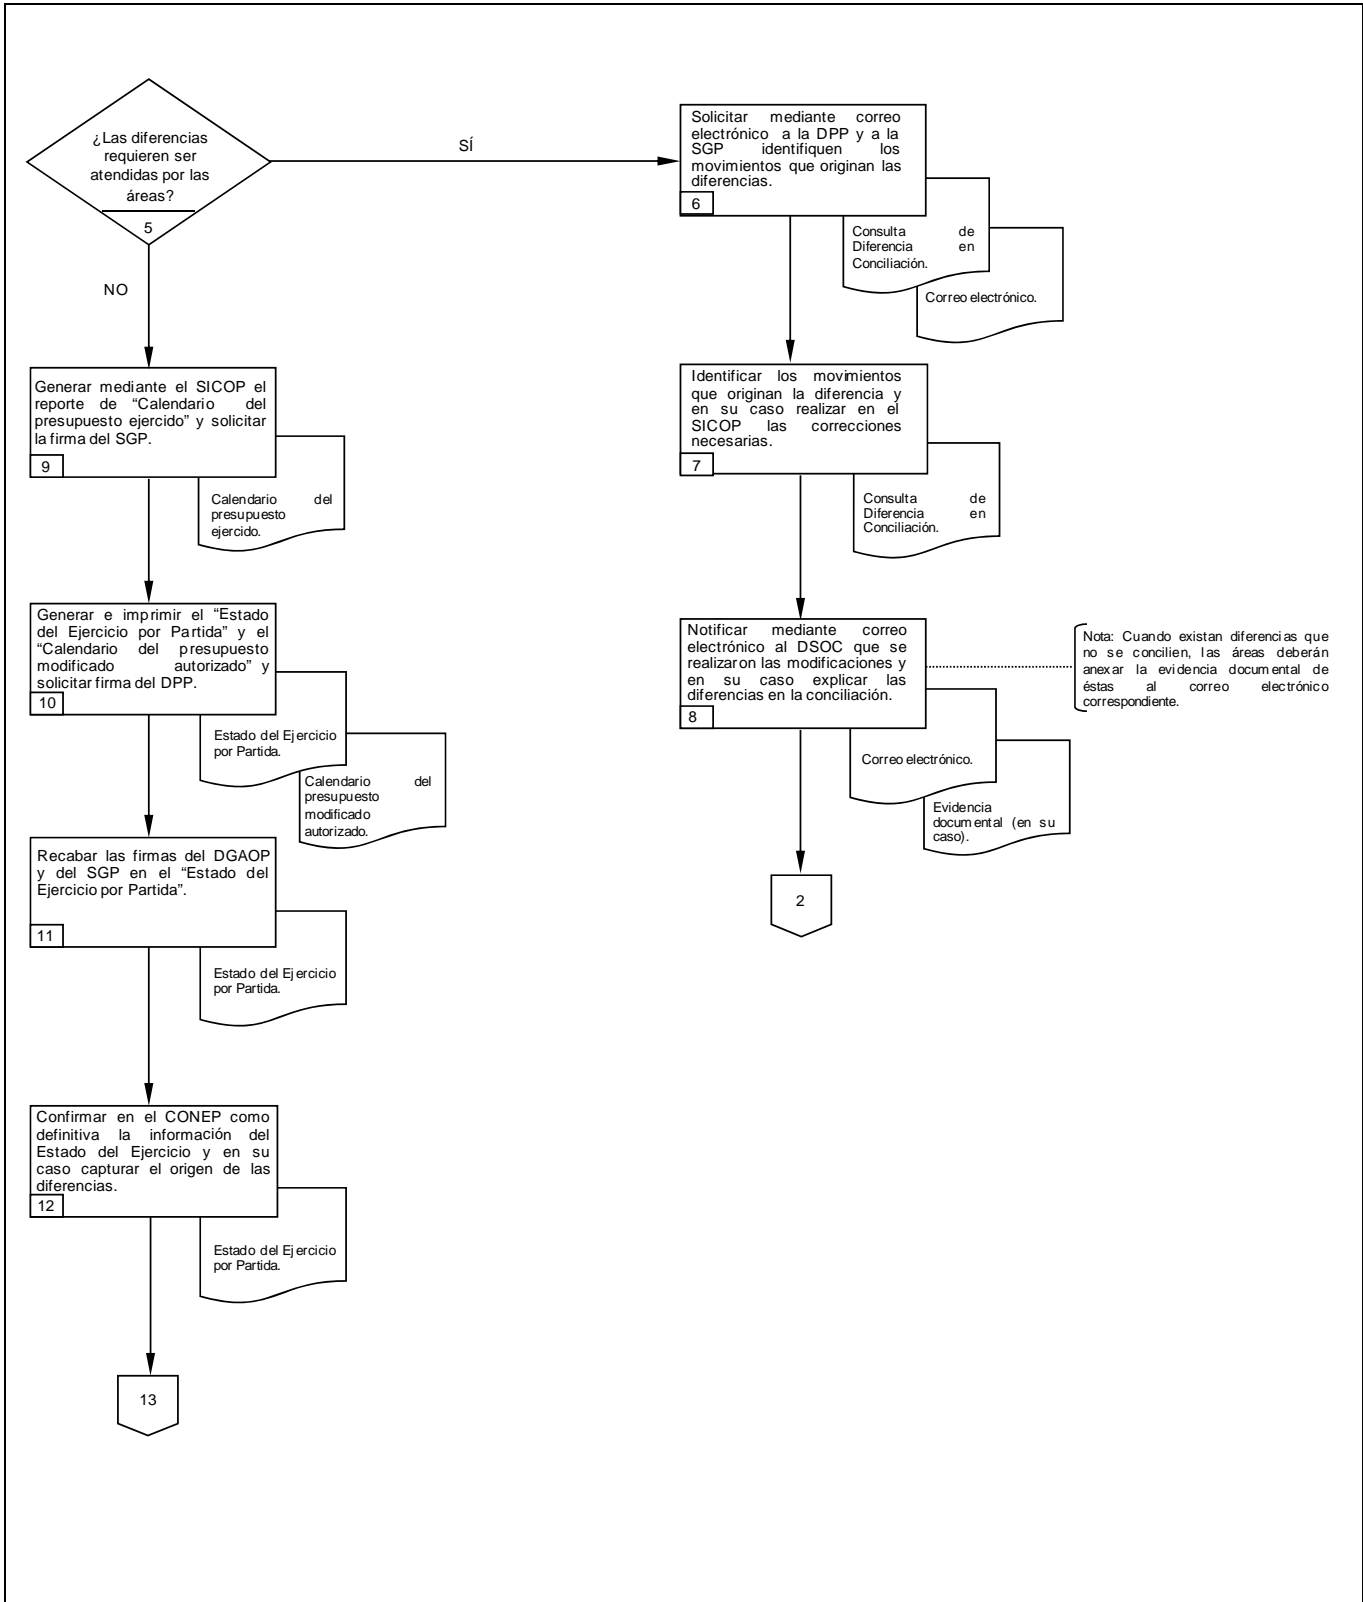 ¿Las diferencias
requieren ser
atendidas por las
áreas?
5
SÍ
NO
Solicitar mediante correo
electrónico a la DPP y a la
SGP identifiquen los
movimientos que originan las
diferencias.
6
Consulta de
Diferencia en
Conciliación.
Correo electrónico.
Identificar los movimientos
que originan la diferencia y
en su caso realizar en el
SICOP las correcciones
necesarias.
7
Consulta de
Diferencia en
Conciliación.
Notificar mediante correo
electrónico al DSOC que se
realizaron las modificaciones y
en su caso explicar las
diferencias en la conciliación.
8
Correo electrónico.
Evidencia
documental (en su
caso).
Nota: Cuando existan diferencias que
no se concilien, las áreas deberán
anexar la evidencia documental de
éstas al correo electrónico
correspondiente.
2
Generar mediante el SICOP el
reporte de “Calendario del
presupuesto ejercido” y solicitar
la firma del SGP.
9
Calendario del
presupuesto
ejercido.
Generar e imprimir el “Estado
del Ejercicio por Partida” y el
“Calendario del presupuesto
modificado autorizado” y
solicitar firma del DPP.
10
Estado del Ejercicio
por Partida.
Calendario del
presupuesto
modificado
autorizado.
Recabar las firmas del DGAOP
y del SGP en el “Estado del
Ejercicio por Partida”.
11
Estado del Ejercicio
por Partida.
Confirmar en el CONEP como
definitiva la información del
Estado del Ejercicio y en su
caso capturar el origen de las
diferencias.
12
Estado del Ejercicio
por Partida.
13